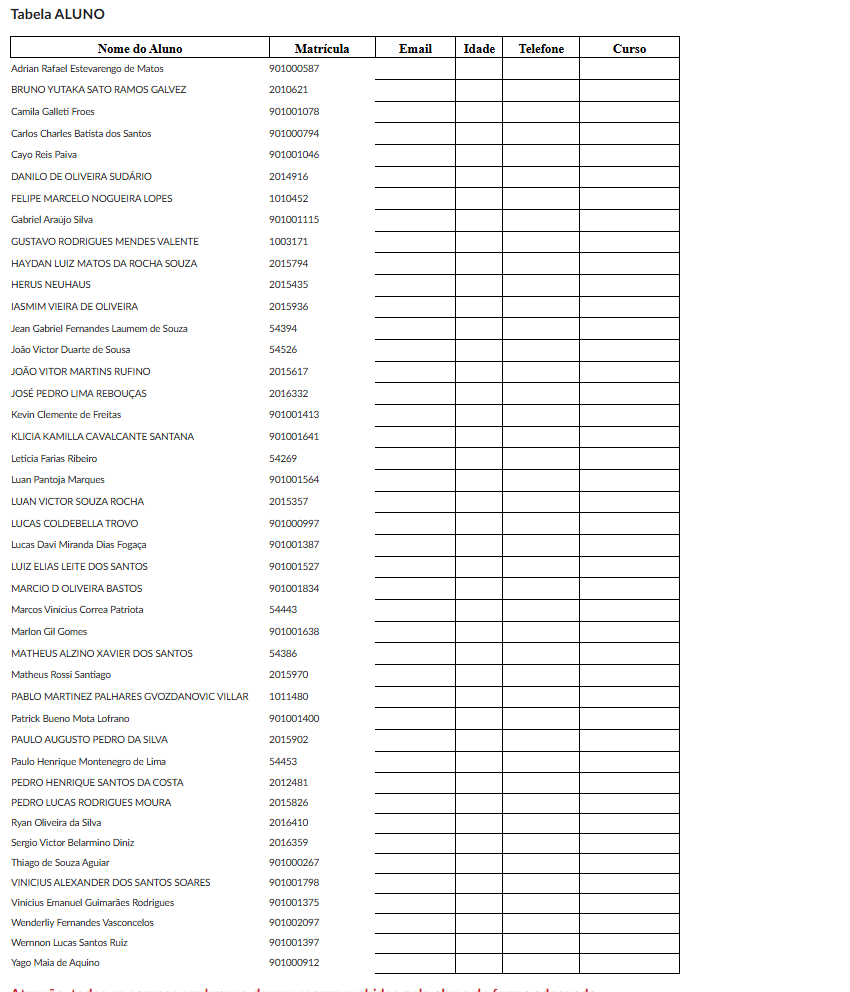 Tabela ALUNO
Nome do Aluno Matrícula Email Idade Telefone Curso
Adrian Rafael Estevarengo de Matos 901000587
BRUNO YUTAKA SATO RAMOS GALVEZ 2010621
Camila Galleti Froes 901001078
Carlos Charles Batista dos Santos 901000794
Cayo Reis Paiva 901001046
DANILO DE OLIVEIRA SUDÁRIO 2014916
FELIPE MARCELO NOGUEIRA LOPES 1010452
Gabriel Araújo Silva 901001115
GUSTAVO RODRIGUES MENDES VALENTE 1003171
HAYDAN LUIZ MATOS DA ROCHA SOUZA 2015794
HERUS NEUHAUS 2015435
IASMIM VIEIRA DE OLIVEIRA 2015936
Jean Gabriel Fernandes Laumem de Souza 54394
João Victor Duarte de Sousa 54526
JOÃO VITOR MARTINS RUFINO 2015617
JOSÉ PEDRO LIMA REBOUÇAS 2016332
Kevin Clemente de Freitas 901001413
KLICIA KAMILLA CAVALCANTE SANTANA 901001641
Leticia Farias Ribeiro 54269
Luan Pantoja Marques 901001564
LUAN VICTOR SOUZA ROCHA 2015357
LUCAS COLDEBELLA TROVO 901000997
Lucas Davi Miranda Dias Fogaça 901001387
LUIZ ELIAS LEITE DOS SANTOS 901001527
MARCIO D OLIVEIRA BASTOS 901001834
Marcos Vinicius Correa Patriota 54443
Marlon Gil Gomes 901001638
MATHEUS ALZINO XAVIER DOS SANTOS 54386
Matheus Rossi Santiago 2015970
PABLO MARTINEZ PALHARES GVOZDANOVIC VILLAR 1011480
Patrick Bueno Mota Lofrano 901001400
PAULO AUGUSTO PEDRO DA SILVA 2015902
Paulo Henrique Montenegro de Lima 54453
PEDRO HENRIQUE SANTOS DA COSTA 2012481
PEDRO LUCAS RODRIGUES MOURA 2015826
Ryan Oliveira da Silva 2016410
Sergio Victor Belarmino Diniz 2016359
Thiago de Souza Aguiar 901000267
VINICIUS ALEXANDER DOS SANTOS SOARES 901001798
Vinicius Emanuel Guimarães Rodrigues 901001375
Wenderliy Fernandes Vasconcelos 901002097
Wernnon Lucas Santos Ruiz 901001397
Yago Maia de Aquino 901000912